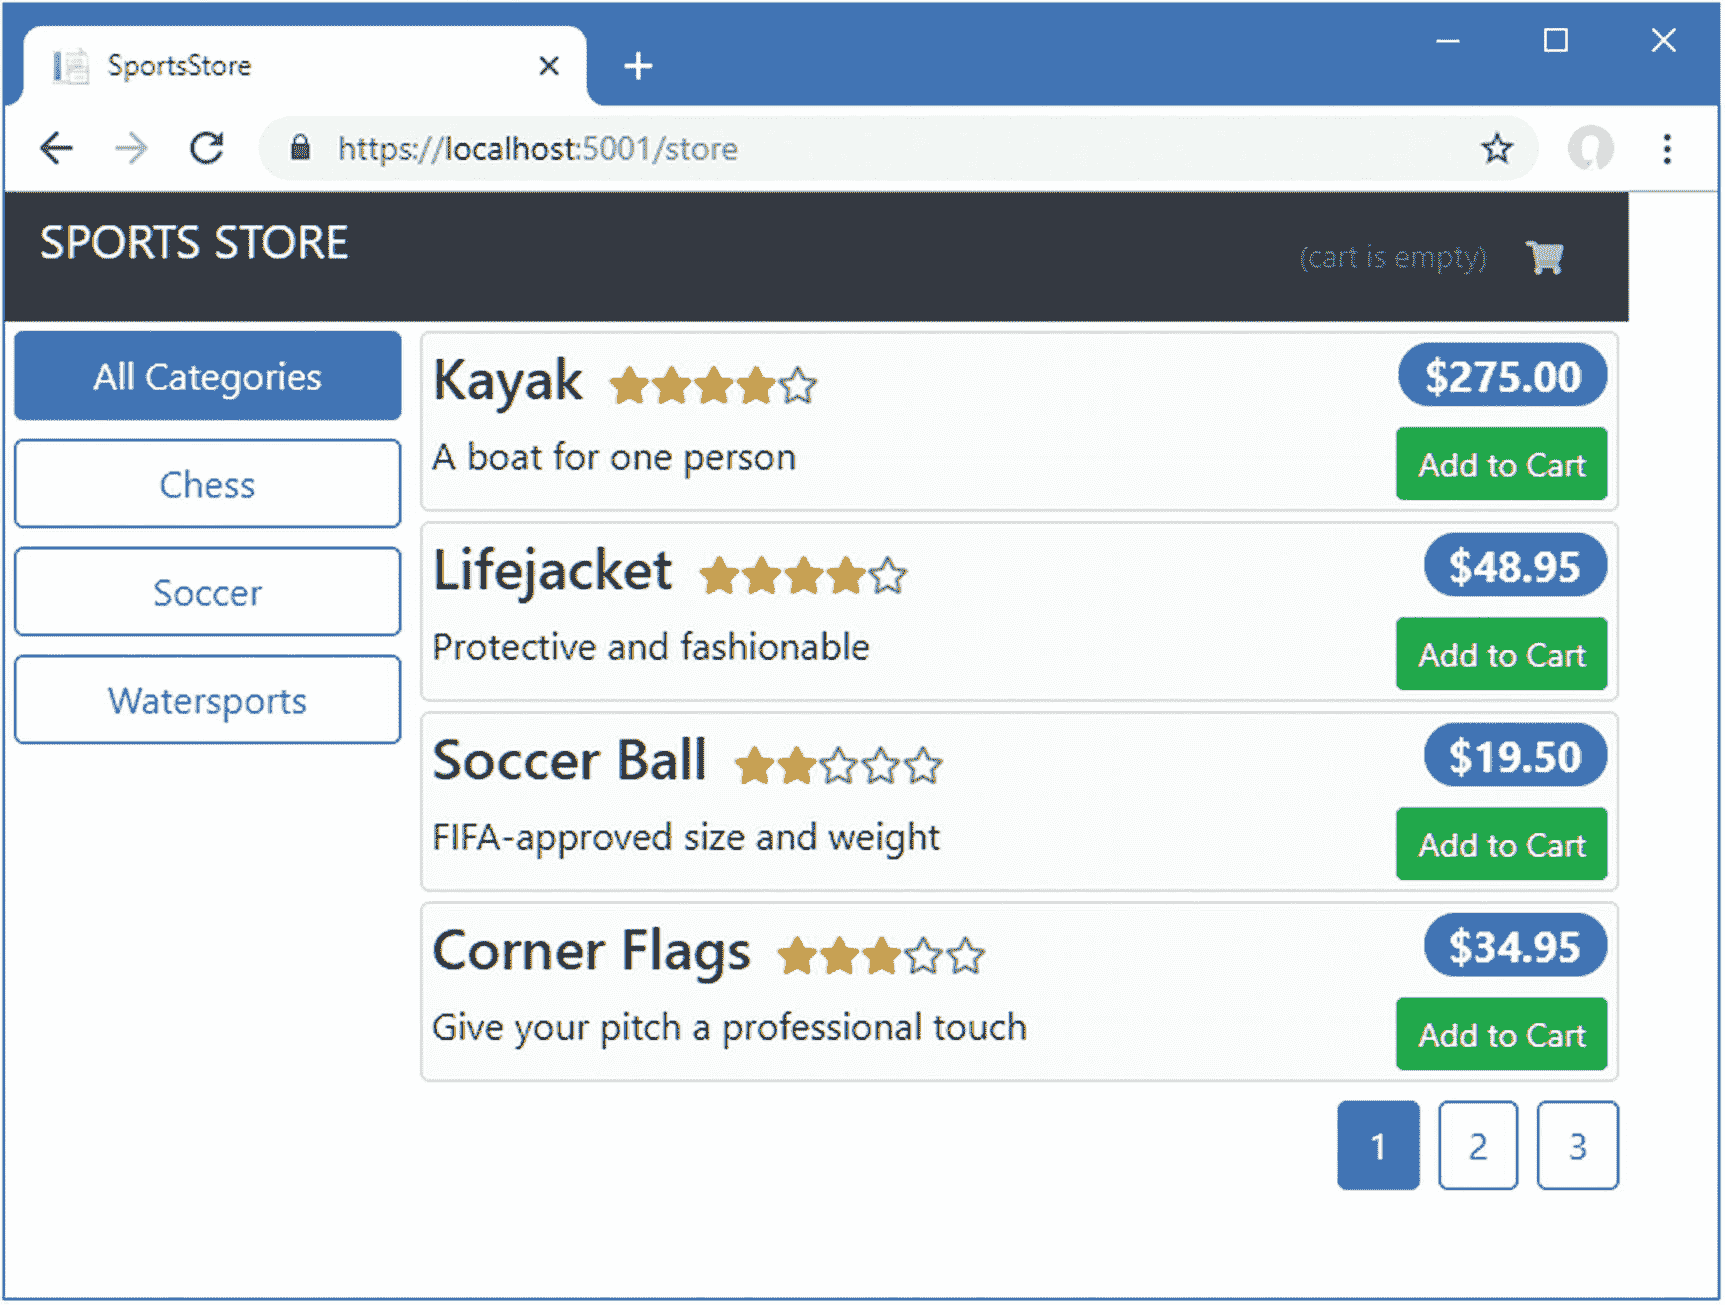 SportsStore
https://localhost:5001/store
SPORTS STORE
(cart is empty)
All Categories
Chess
Soccer
Watersports
Kayak
$275.00
A boat for one person
Add to Cart
Lifejacket
$48.95
Protective and fashionable
Add to Cart
Soccer Ball
$19.50
FIFA-approved size and weight
Add to Cart
Corner Flags
$34.95
Give your pitch a professional touch
Add to Cart
1 2 3